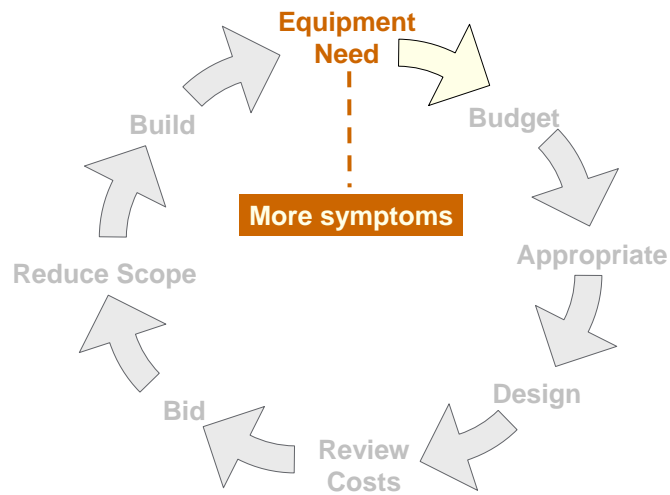 Equipment
Need
Budget
Appropriate
Design
Review
Costs
Bid
Reduce Scope
Build
More symptoms